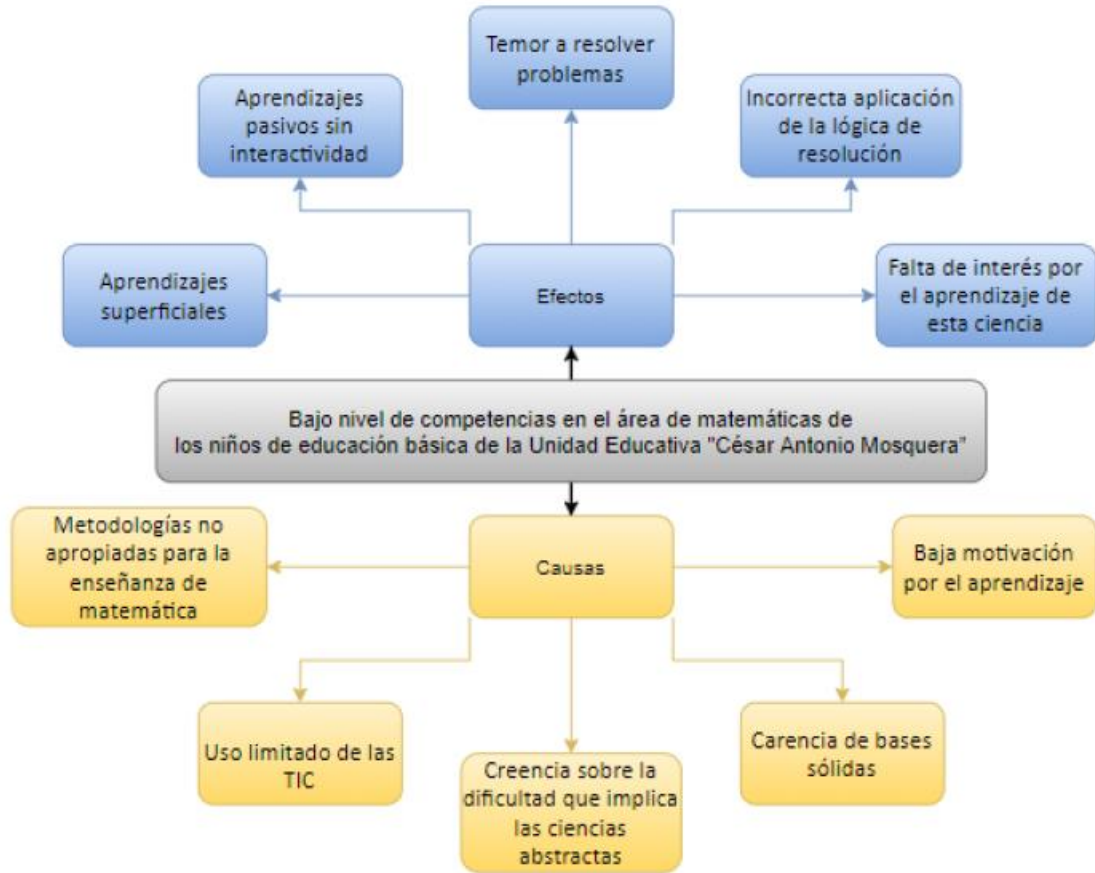 Temor a resolver
problemas
Aprendizajes
pasivos sin
interactividad
Incorrecta aplicación
de la lógica de
resolución
Aprendizajes
superficiales
Efectos
Falta de interés por
el aprendizaje de
esta ciencia
Bajo nivel de competencias en el área de matemáticas de
los niños de educación básica de la Unidad Educativa "César Antonio Mosquera"
Metodologías no
apropiadas para la
enseñanza de
matemática
Causas
Baja motivación
por el aprendizaje
Uso limitado de las
TIC
Creencia sobre la
dificultad que implica
las ciencias
abstractas
Carencia de bases
sólidas